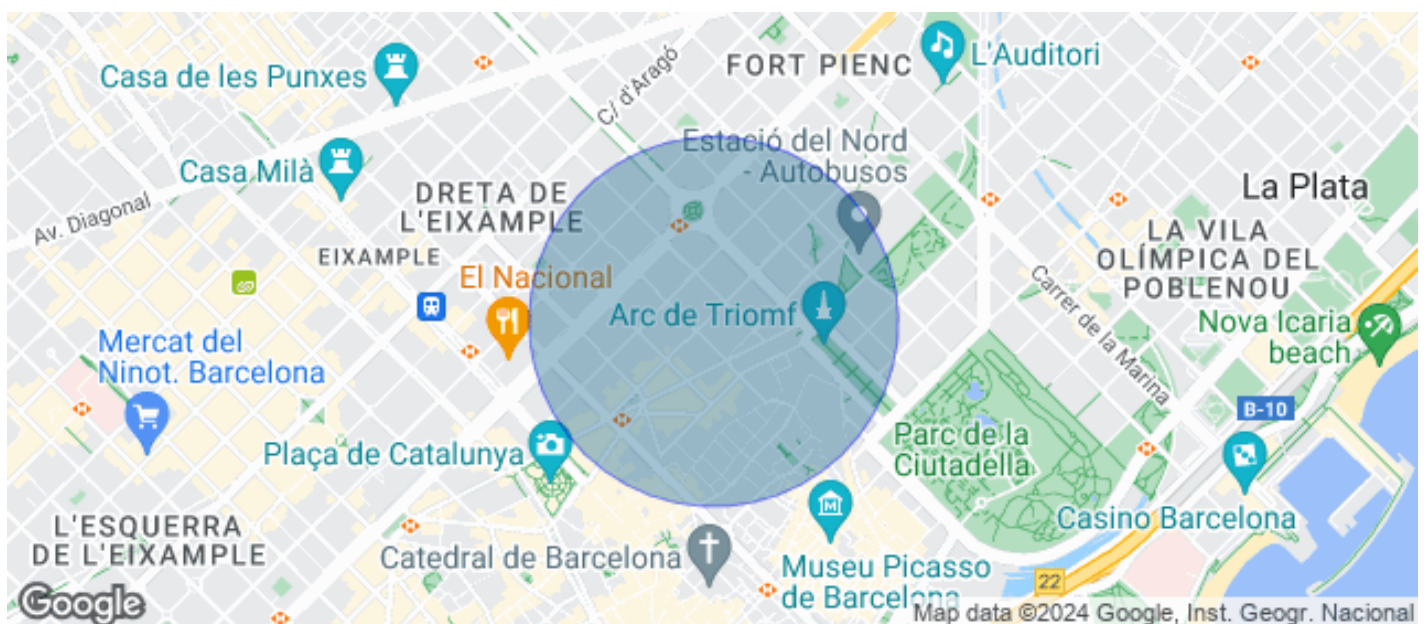 FORT PIENC
L'Auditori
Casa de les Punxes
C/ d'Aragó
Estació del Nord
- Autobusos
Casa Milà
DRETA DE
L'EIXAMPLE
La Plata
Av. Diagonal
EIXAMPLE
LA VILA
OLÍMPICA DEL
POBLENOU
El Nacional
Arc de Triomf
Carrer de la Marina
Nova Icaria
beach
Mercat del
Ninot. Barcelona
B-10
Plaça de Catalunya
Parc de la
Ciutadella
L'ESQUERRA
DE L'EIXAMPLE
Casino Barcelona
Catedral de Barcelona
M
Museu Picasso
de Barcelona
22
Google
Map data ©2024 Google, Inst. Geogr. Nacional